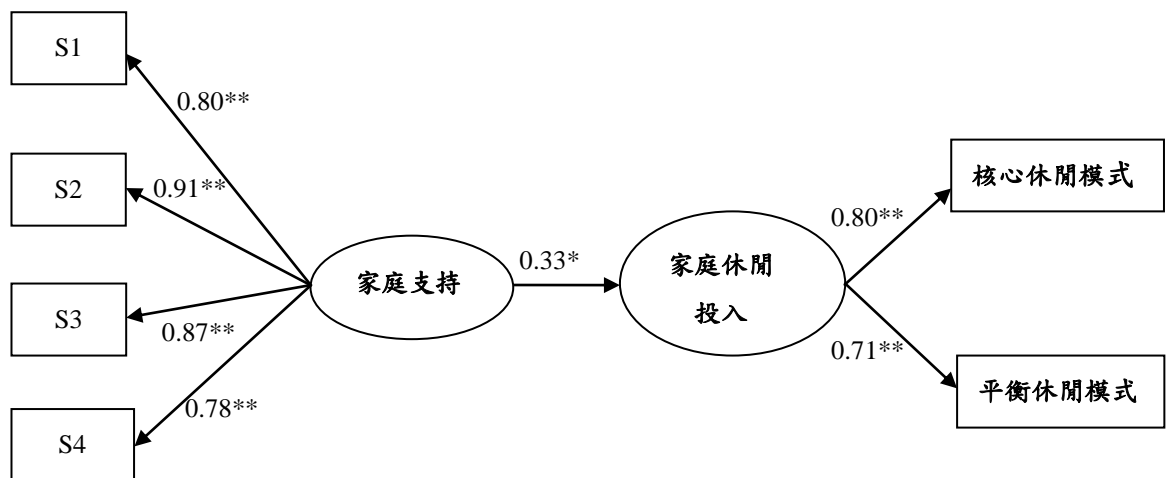 S1
0.80**
S2
0.91**
S3
0.87**
S4
0.78**
家庭支持
0.33*
家庭休閒
投入
0.80**
核心休閒模式
0.71**
平衡休閒模式